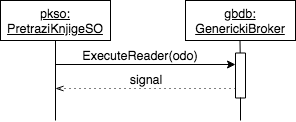 pkso:
PretraziKnjigeSO
gbdb:
GenerickiBroker
ExecuteReader(odo)
signal